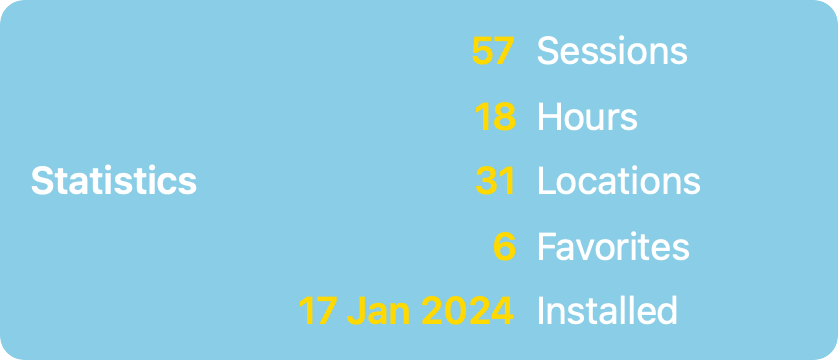 57 Sessions
18 Hours
31 Locations
Statistics
6 Favorites
17 Jan 2024 Installed